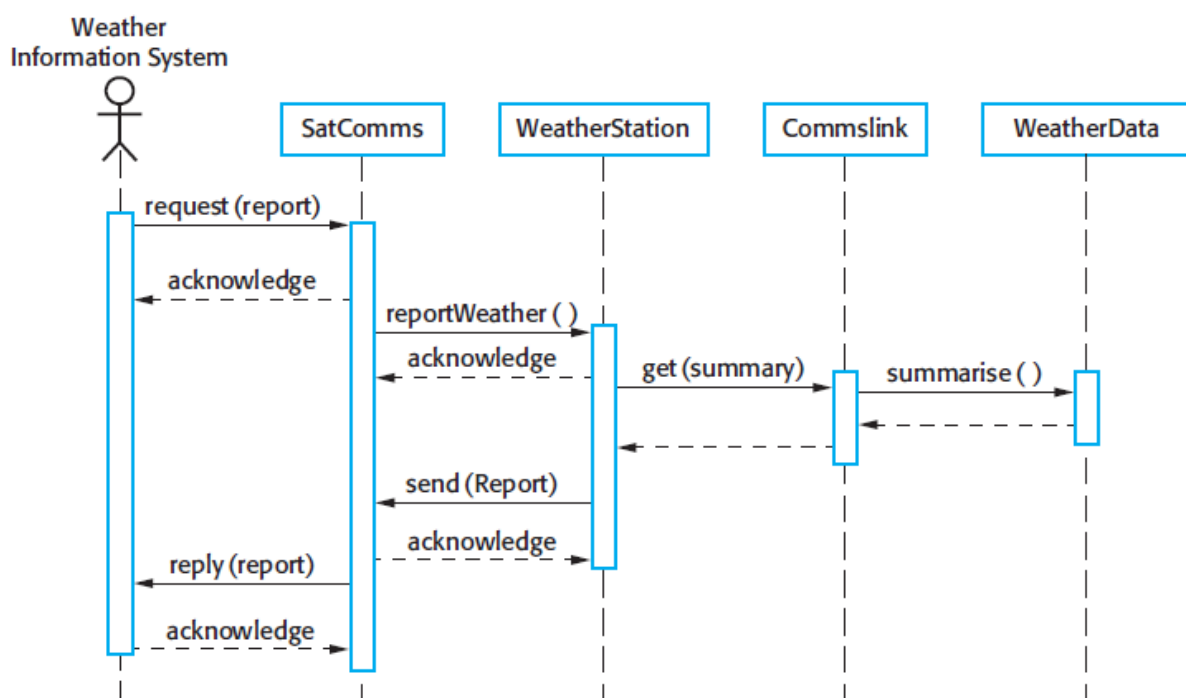 Weather
Information System
SatComms
WeatherStation
Commslink
WeatherData
request (report)
acknowledge
reportWeather ( )
acknowledge
get (summary)
summarise ( )
send (Report)
acknowledge
reply (report)
acknowledge